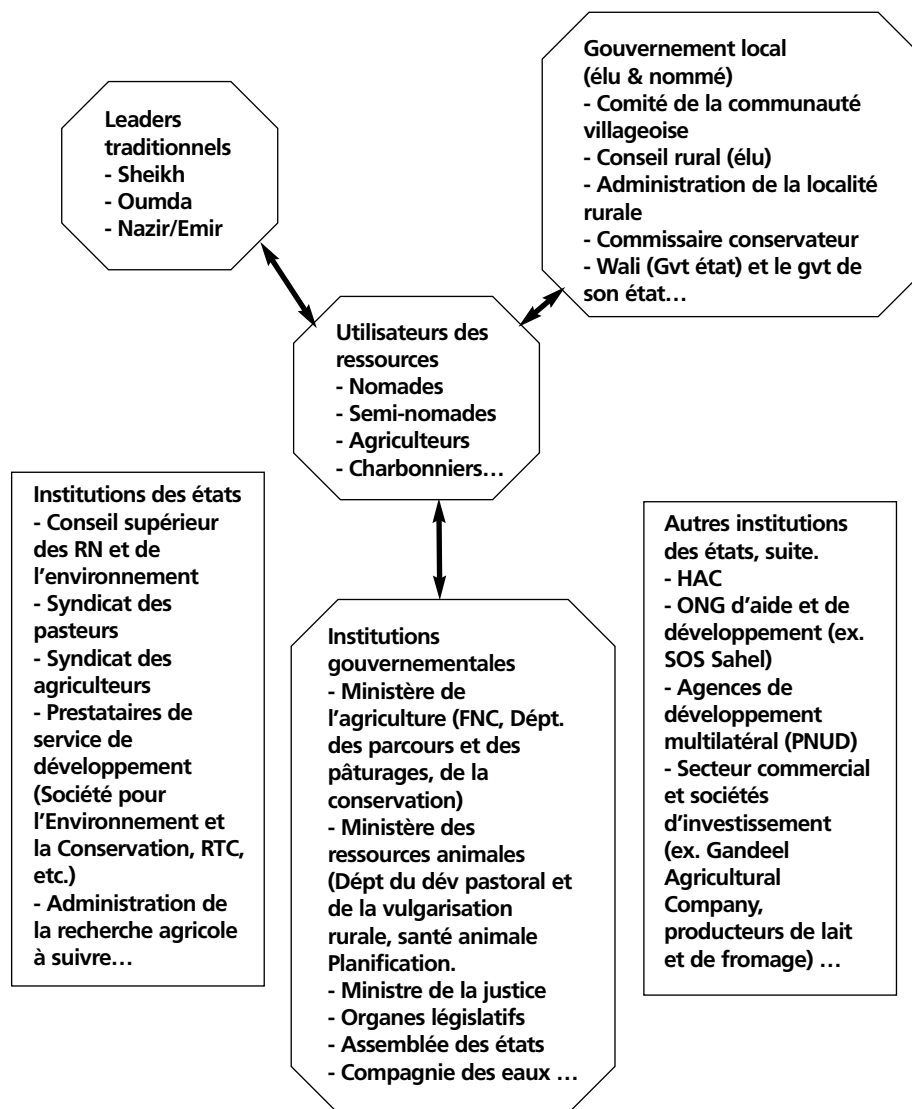 Leaders
traditionnels
- Sheikh
- Oumda
- Nazir/Emir
Gouvernement local
(élu & nommé)
- Comité de la communauté
villageoise
- Conseil rural (élu)
- Administration de la localité
rurale
- Commissaire conservateur
- Wali (Gvt état) et le gvt de
son état…
Utilisateurs des
ressources
- Nomades
- Semi-nomades
- Agriculteurs
- Charbonniers…
Institutions des états
- Conseil supérieur
des RN et de
l’environnement
- Syndicat des
pasteurs
- Syndicat des
agriculteurs
- Prestataires de
service de
développement
(Société pour
l’Environnement et
la Conservation, RTC,
etc.)
- Administration de
la recherche agricole
à suivre…
Institutions
gouvernementales
- Ministère de
l’agriculture (FNC, Dépt.
des parcours et des
pâturages, de la
conservation)
- Ministère des
ressources animales
(Dépt du dév pastoral et
de la vulgarisation
rurale, santé animale
Planification.
- Ministre de la justice
- Organes législatifs
- Assemblée des états
- Compagnie des eaux …
Autres institutions
des états, suite.
- HAC
- ONG d’aide et de
développement (ex.
SOS Sahel)
- Agences de
développement
multilatéral (PNUD)
- Secteur commercial
et sociétés
d’investissement
(ex. Gandeel
Agricultural
Company,
producteurs de lait
et de fromage) …